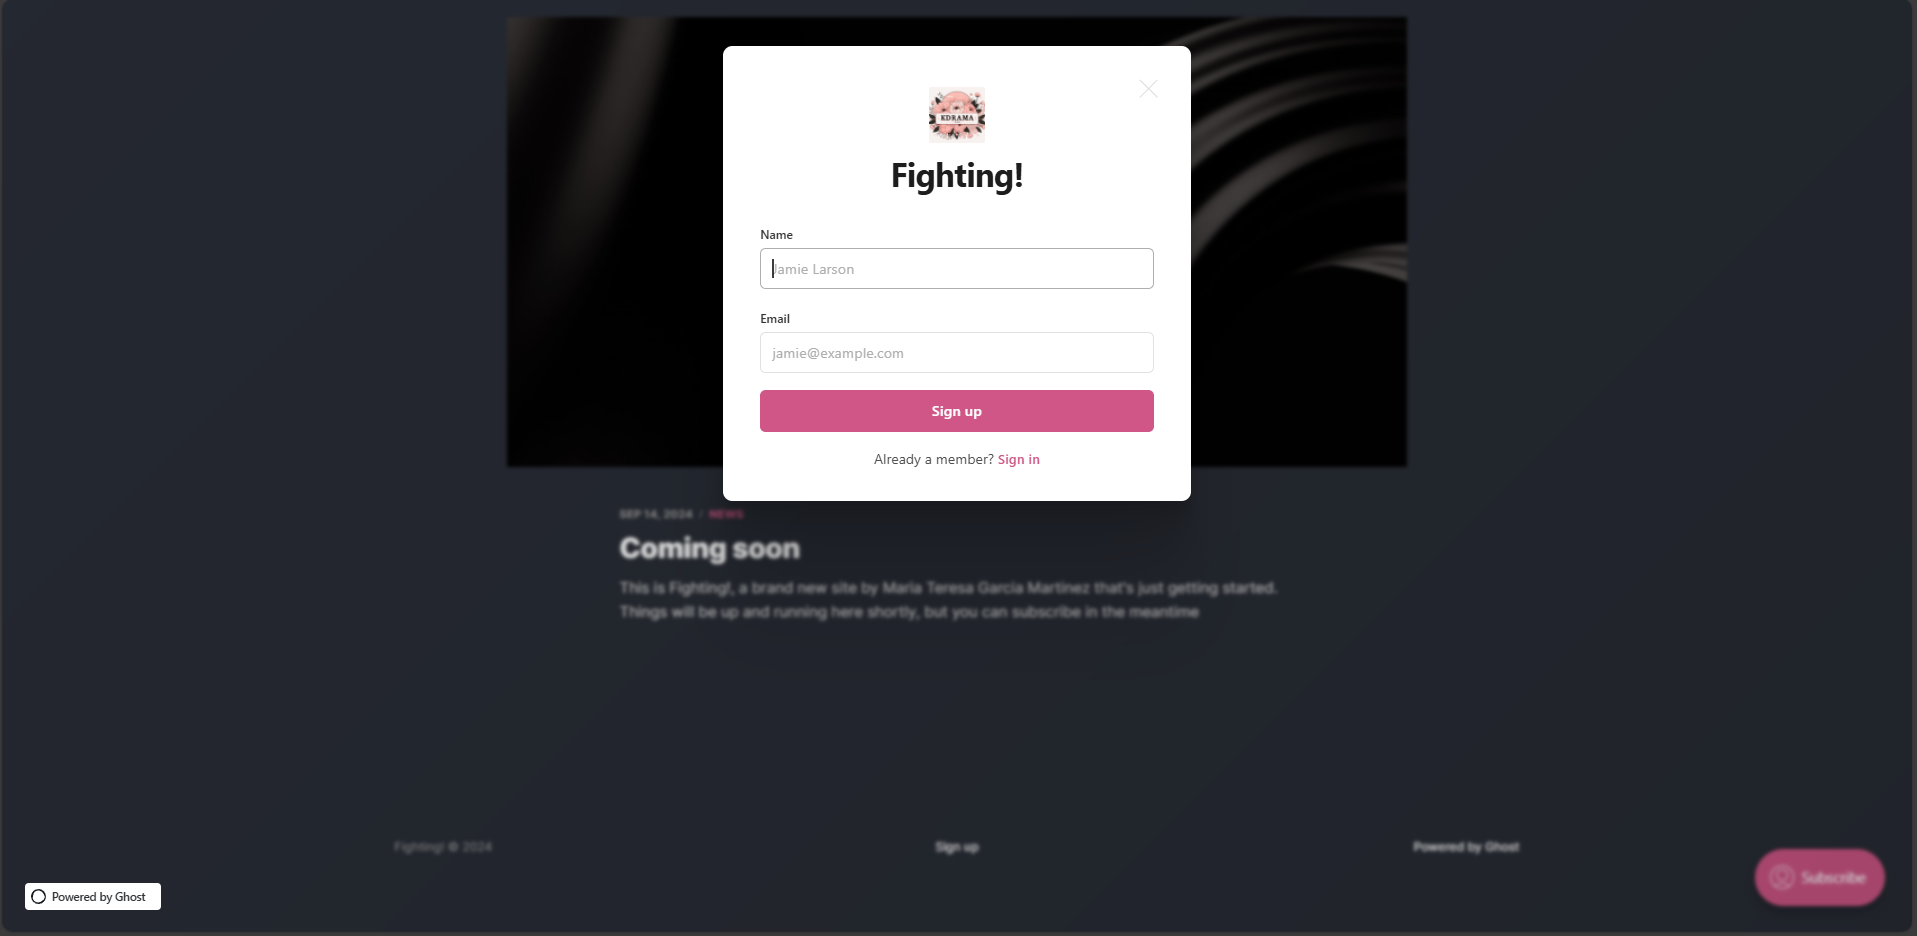 KDRAMA
Fighting!
Name
Jamie Larson
Email
jamie@example.com
Sign up
Already a member? Sign in
SEP 14, 2024 / NEWS
Coming soon
This is Fighting!, a brand new site by Maria Teresa Garcia Martinez that's just getting started.
Things will be up and running here shortly, but you can subscribe in the meantime
Fighting! © 2024
Sign up
Powered by Ghost
Subscribe
Powered by Ghost